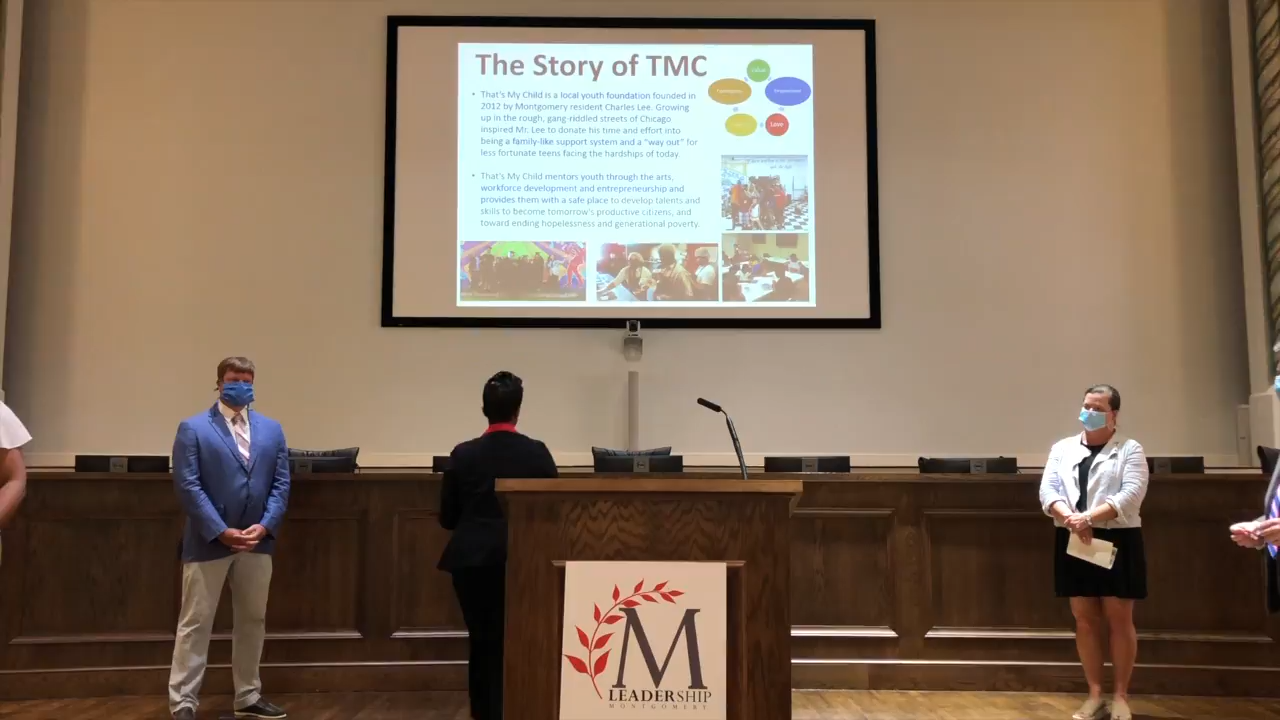 The Story of TMC
• That's My Child is a local youth foundation founded in
2012 by Montgomery resident Charles Lee. Growing
up in the rough, gang-riddled streets of Chicago
inspired Mr. Lee to donate his time and effort into
being a family-like support system and a "way out" for
less fortunate teens facing the hardships of today.
• That's My Child mentors youth through the arts,
workforce development and entrepreneurship and
provides them with a safe place to develop talents and
skills to become tomorrow's productive citizens, and
toward ending hopelessness and generational poverty.
Love
M
LEADERSHIP
MONTGOMERY